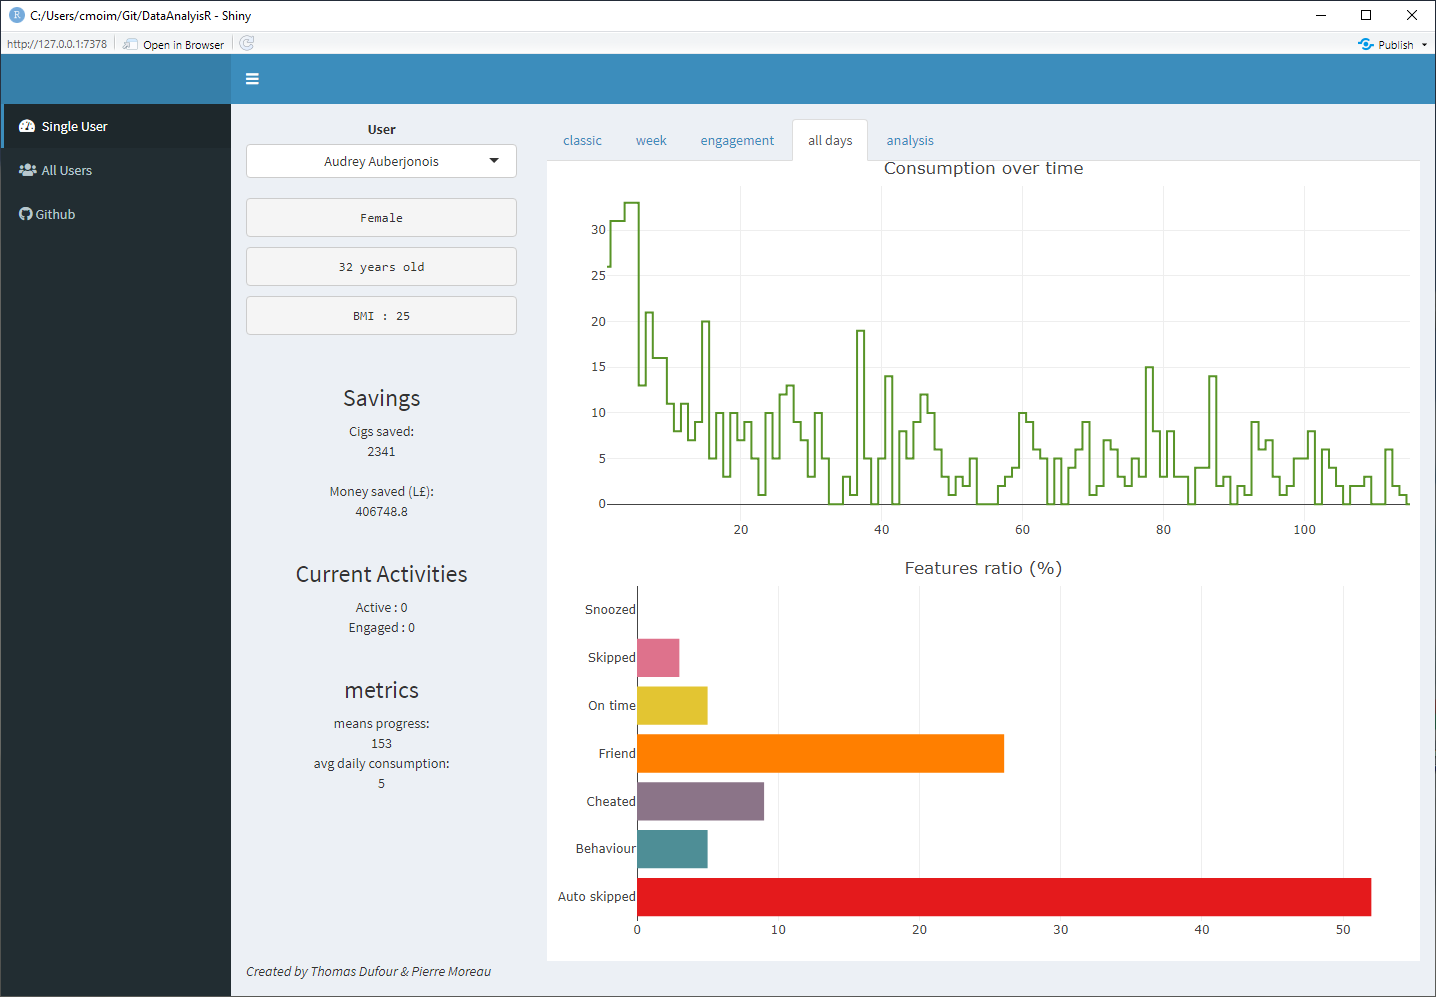 R C:/Users/cmoim/Git/DataAnalyisR - Shiny
http://127.0.0.1:7378 Open in Browser Publish
Single User
All Users
Github
User
Audrey Auberjonois
Female
32 years old
BMI : 25
Savings
Cigs saved:
2341
Money saved (L£):
406748.8
Current Activities
Active : 0
Engaged : 0
metrics
means progress:
153
avg daily consumption:
5
Created by Thomas Dufour & Pierre Moreau
classic week engagement all days analysis
Consumption over time
30
25
20
15
10
5
0
20 40 60 80 100
Features ratio (%)
Snoozed
Skipped
On time
Friend
Cheated
Behaviour
Auto skipped
0 10 20 30 40 50